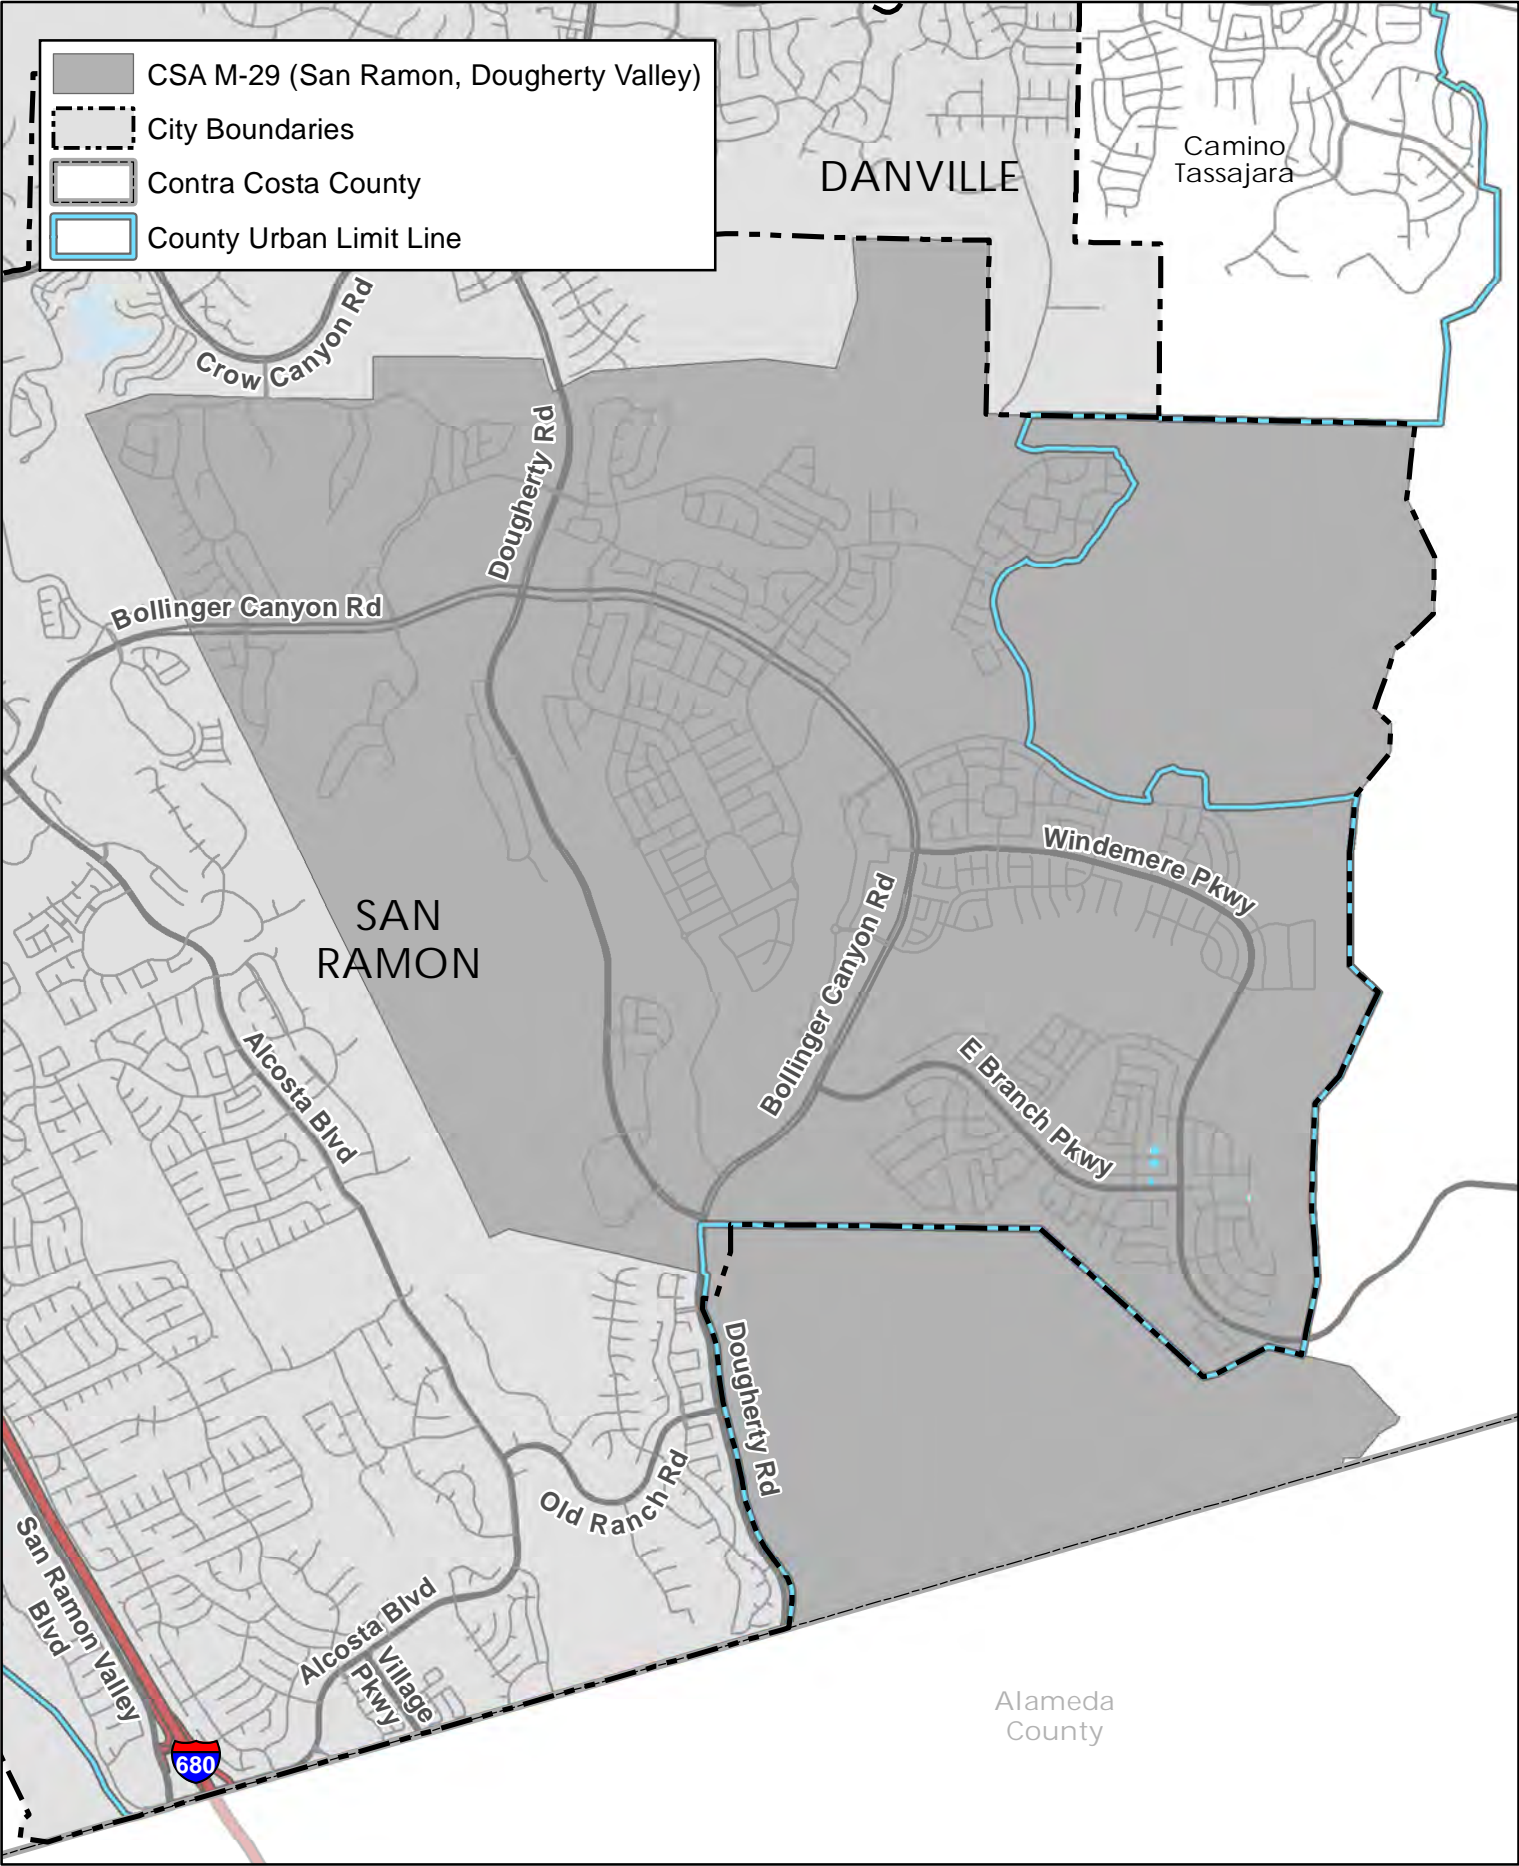 CSA M-29 (San Ramon, Dougherty Valley)
City Boundaries
Contra Costa County
County Urban Limit Line
DANVILLE
Camino
Tassajara
Crow Canyon Rd
Dougherty Rd
Bollinger Canyon Rd
Windemere Pkwy
SAN
RAMON
Bollinger Canyon Rd
Alcosta Blvd
E Branch Pkwy
Dougherty Rd
Old Ranch Rd
San Ramon Valley
Blvd
Alcosta Blvd
Village
Pkwy
680
Alameda
County